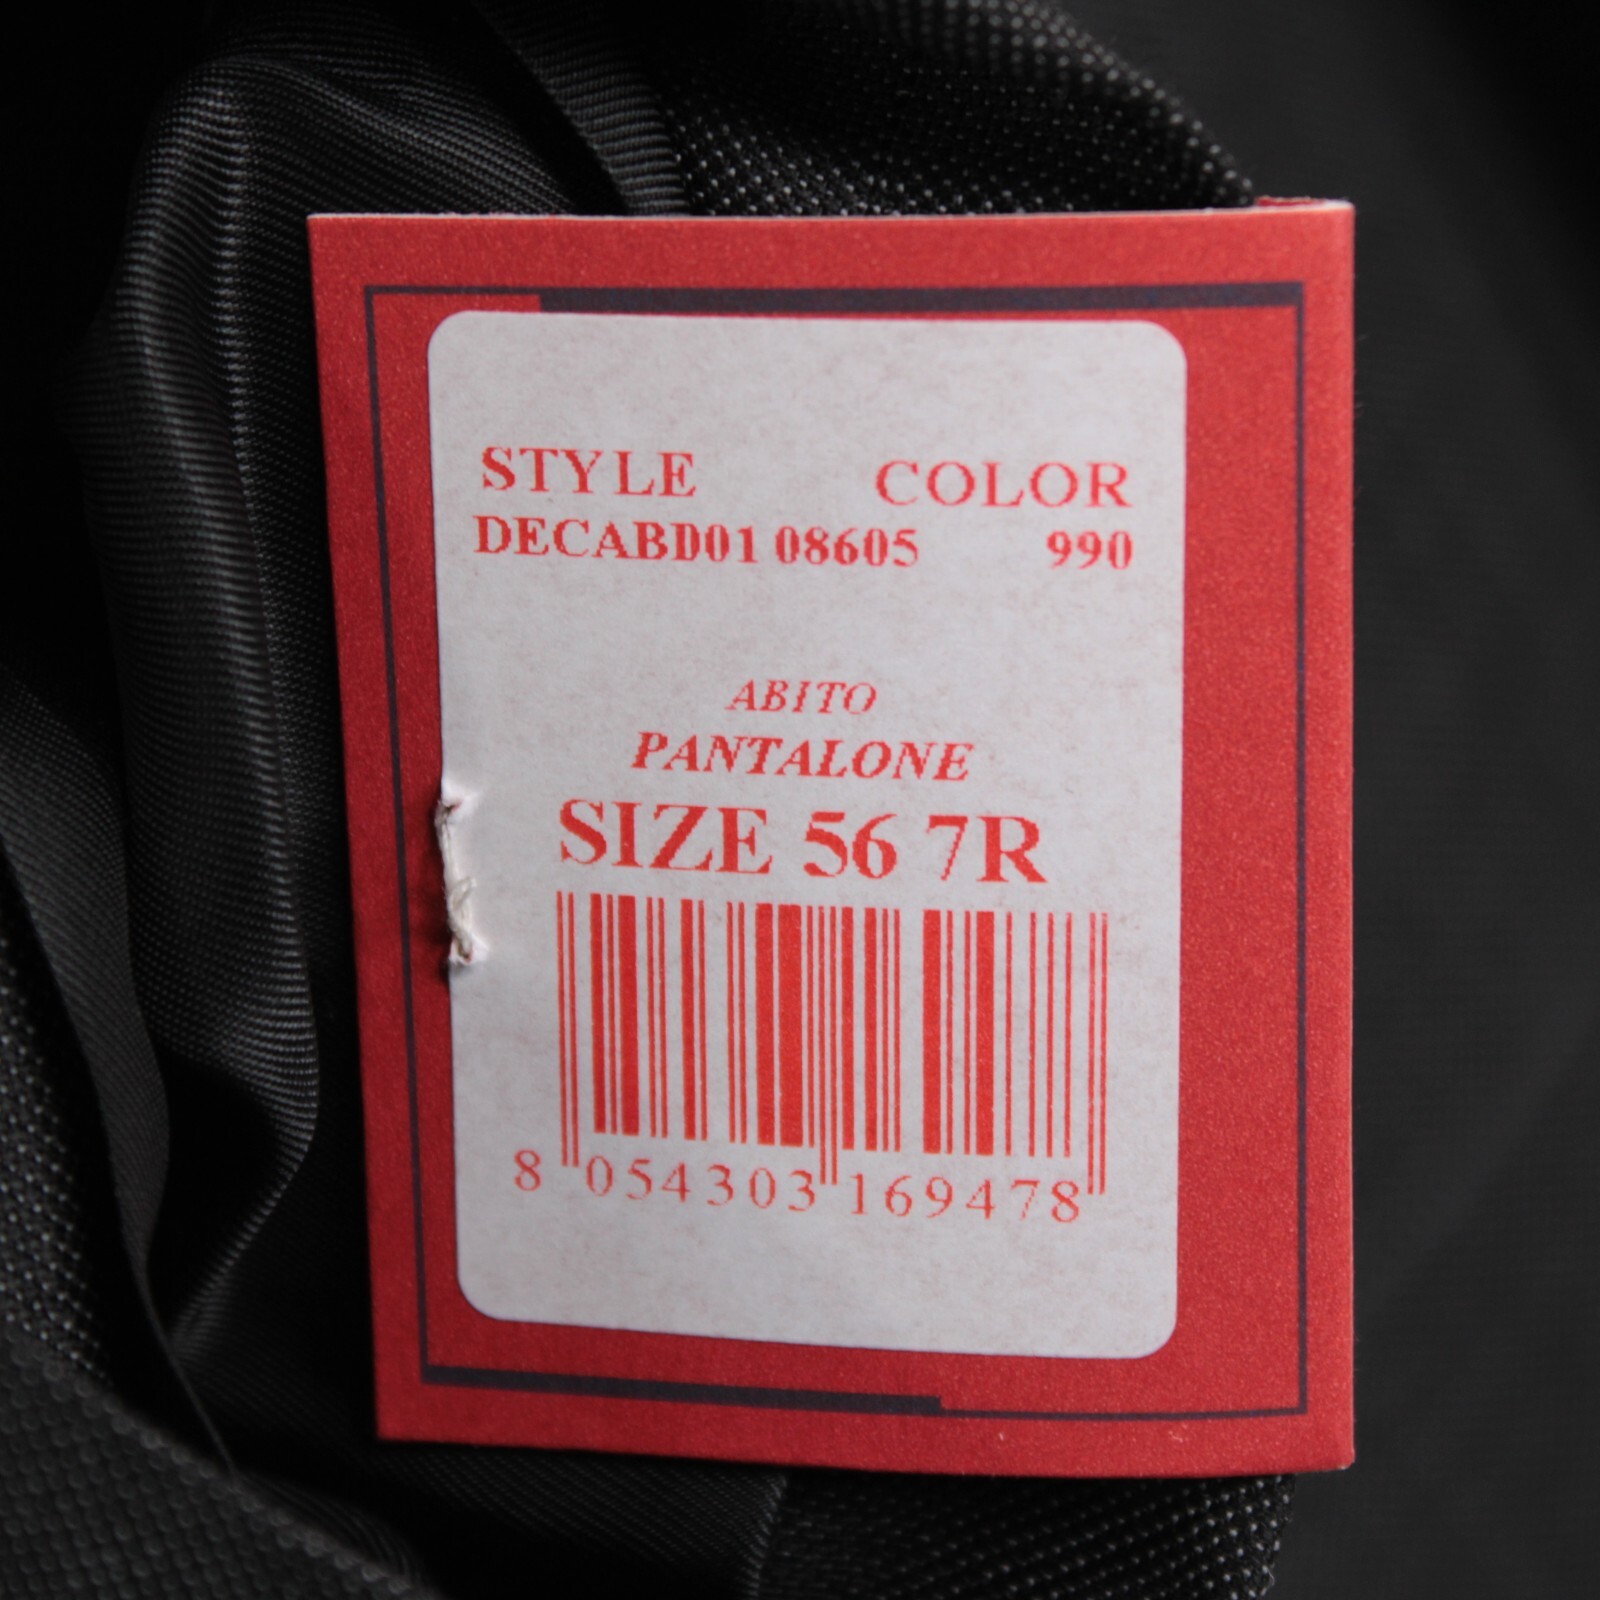 STYLE COLOR
DECABD01 08605 990
ABITO
PANTALONE
SIZE 56 7R
8 054303 169478